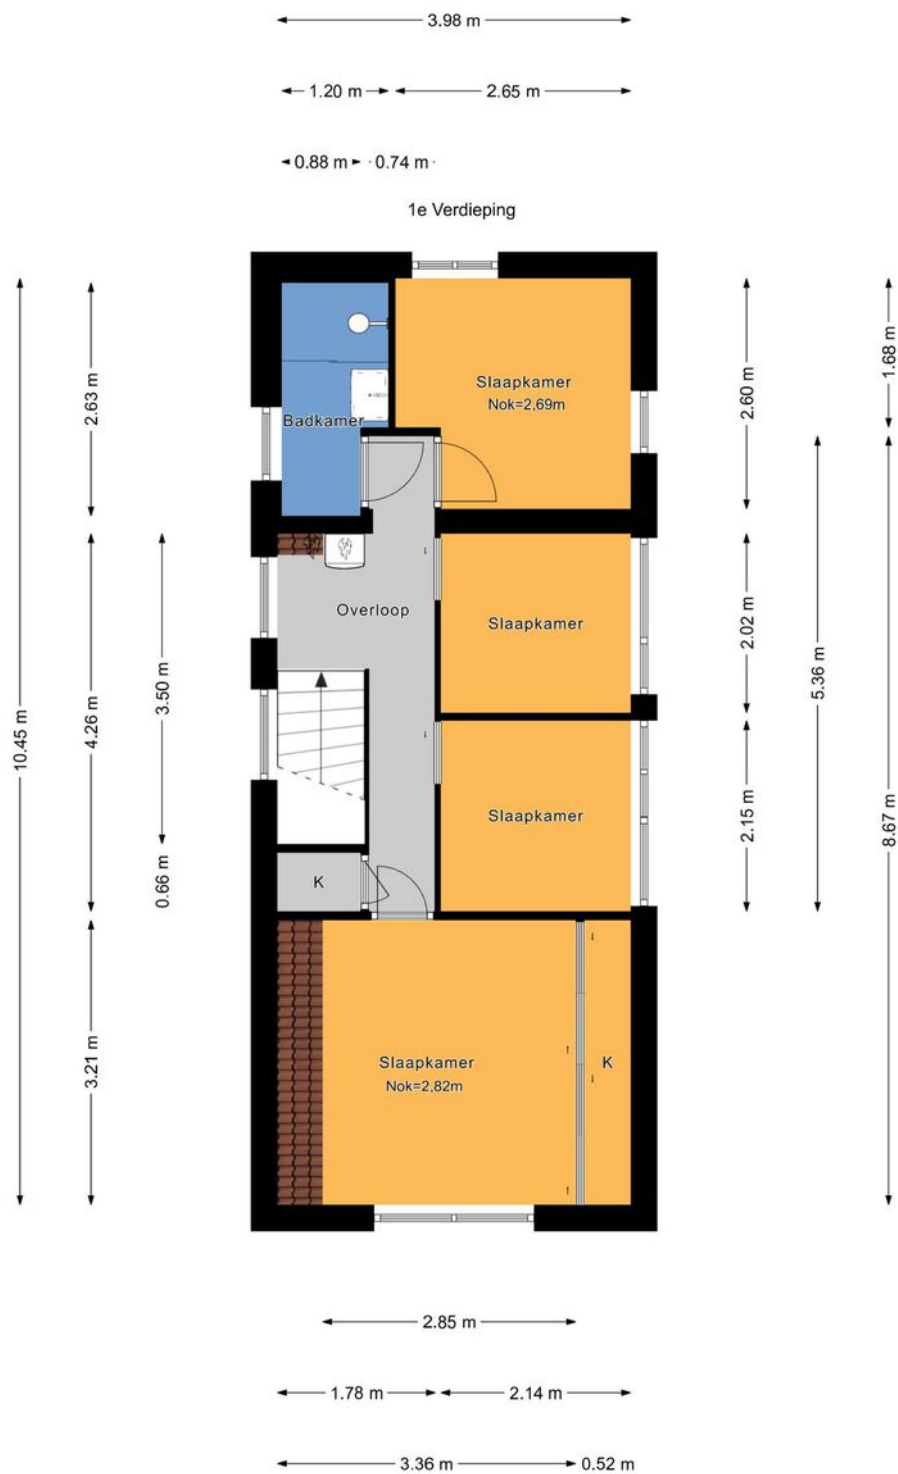 3.98 m
1.20 m
2.65 m
0.88 m
0.74 m
1e Verdieping
Slaapkamer
Nok=2,69m
Badkamer
Overloop
Slaapkamer
Slaapkamer
K
Slaapkamer
Nok=2,82m
K
10.45 m
2.63 m
4.26 m
3.21 m
3.50 m
0.66 m
2.60 m
2.02 m
2.15 m
5.36 m
1.68 m
8.67 m
2.85 m
1.78 m
2.14 m
3.36 m
0.52 m